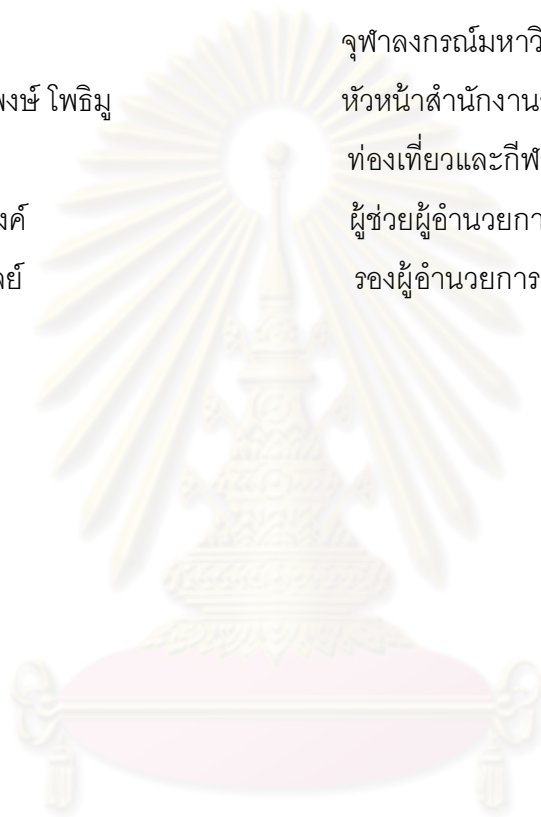 จุฬาลงกรณ์มหาวิ
พงษ์ โพธิมู หัวหน้าสำนักงาน
ท่องเที่ยวและกีฬ
งค์ ผู้ช่วยผู้อำนวยกา
ลย์ รองผู้อำนวยการ